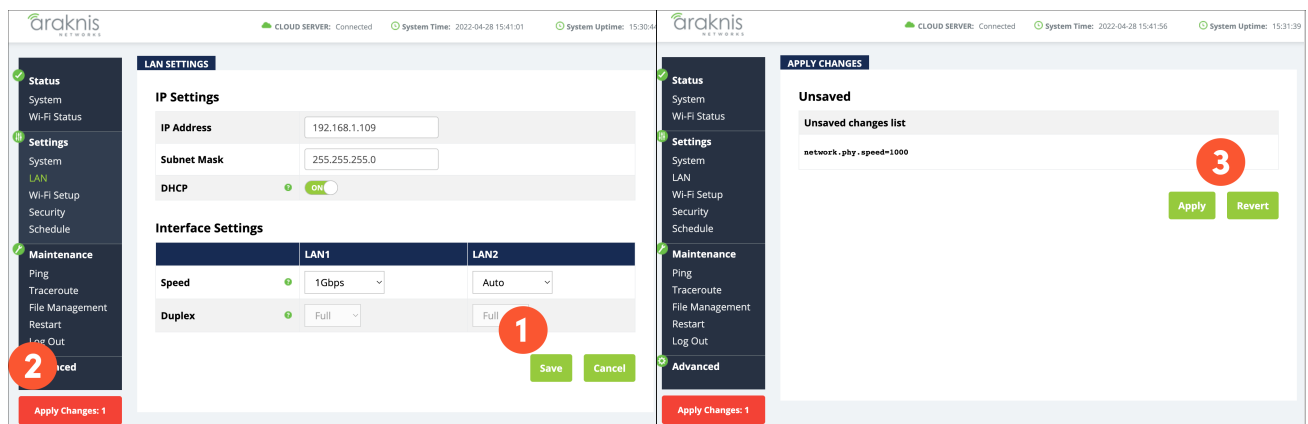 araknis
NETWORKS
CLOUD SERVER: Connected
System Time: 2022-04-28 15:41:01
System Uptime: 15:30:44
Status
System
Wi-Fi Status
Settings
System
LAN
Wi-Fi Setup
Security
Schedule
Maintenance
Ping
Traceroute
File Management
Restart
Log Out
2
nced
Apply Changes: 1
LAN SETTINGS
IP Settings
IP Address 192.168.1.109
Subnet Mask 255.255.255.0
DHCP ? ON
Interface Settings
LAN1 LAN2
Speed ? 1Gbps Auto
Duplex ? Full Full
1
Save Cancel
araknis
NETWORKS
CLOUD SERVER: Connected
System Time: 2022-04-28 15:41:56
System Uptime: 15:31:39
Status
System
Wi-Fi Status
Settings
System
LAN
Wi-Fi Setup
Security
Schedule
Maintenance
Ping
Traceroute
File Management
Restart
Log Out
Advanced
Apply Changes: 1
APPLY CHANGES
Unsaved
Unsaved changes list
network.phy.speed=1000
3
Apply Revert